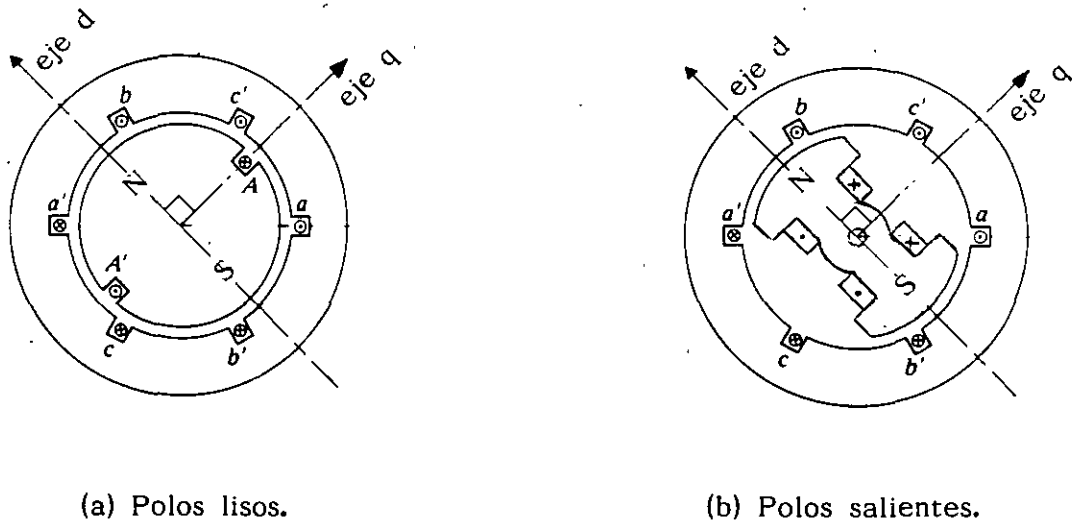 eje d
eje q
b
c'
N
A
a'
a
A'
S
c
b'
(a) Polos lisos.
eje d
eje q
b
c'
N
a'
a
S
c
b'
(b) Polos salientes.